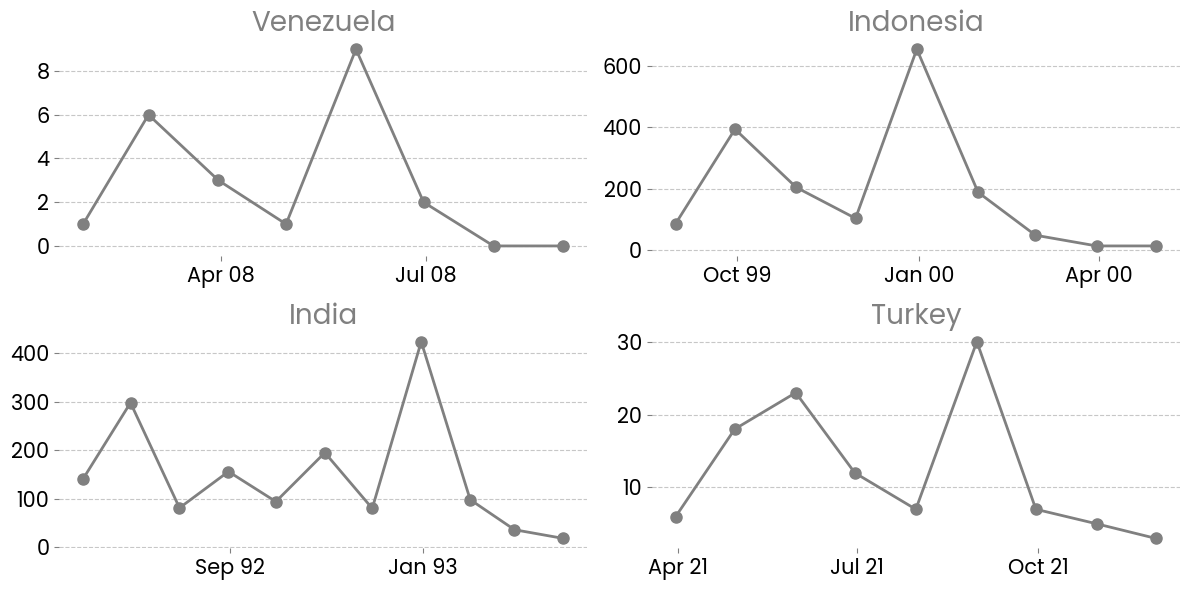 Venezuela
8
6
4
2
0
Apr 08 Jul 08
Indonesia
600
400
200
0
Oct 99 Jan 00 Apr 00
India
400
300
200
100
0
Sep 92 Jan 93
Turkey
30
20
10
Apr 21 Jul 21 Oct 21